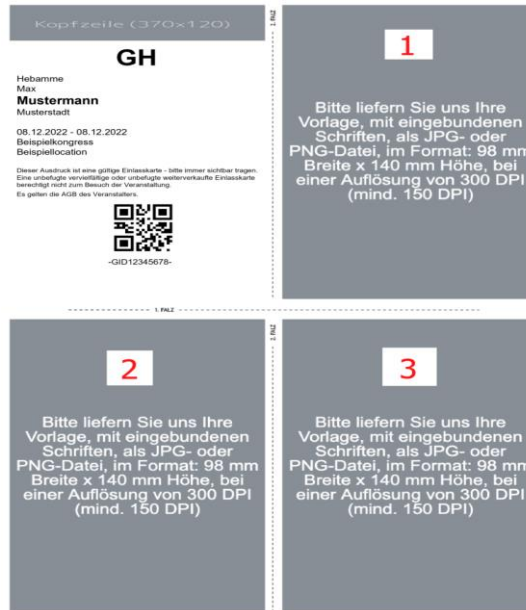 Kopfzeile (370x120)
GH
Hebamme
Max
Mustermann
Musterstadt
08.12.2022 - 08.12.2022
Beispielkongress
Beispiellocation
Dieser Ausdruck ist eine gültige Einlasskarte - bitte immer sichtbar tragen.
Eine unbefugte vervielfältige oder unbefugte weiterverkaufte Einlasskarte
berechtigt nicht zum Besuch der Veranstaltung.
Es gelten die AGB des Veranstalters.
-GID12345678-
2. FALZ
1
Bitte liefern Sie uns Ihre
Vorlage, mit eingebundenen
Schriften, als JPG- oder
PNG-Datei, im Format: 98 mm
Breite x 140 mm Höhe, bei
einer Auflösung von 300 DPI
(mind. 150 DPI)
1. FALZ
2
Bitte liefern Sie uns Ihre
Vorlage, mit eingebundenen
Schriften, als JPG- oder
PNG-Datei, im Format: 98 mm
Breite x 140 mm Höhe, bei
einer Auflösung von 300 DPI
(mind. 150 DPI)
2. FALZ
3
Bitte liefern Sie uns Ihre
Vorlage, mit eingebundenen
Schriften, als JPG- oder
PNG-Datei, im Format: 98 mm
Breite x 140 mm Höhe, bei
einer Auflösung von 300 DPI
(mind. 150 DPI)